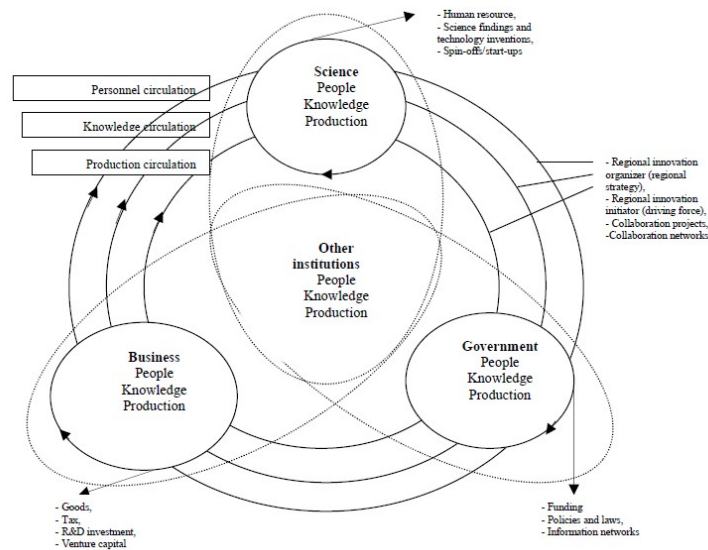 - Human resource,
- Science findings and
technology inventions,
- Spin-offs/start-ups
Science
People
Knowledge
Production
Personnel circulation
Knowledge circulation
Production circulation
- Regional innovation
organizer (regional
strategy),
- Regional innovation
initiator (driving force),
- Collaboration projects,
-Collaboration networks
Other
institutions
People
Knowledge
Production
Business
People
Knowledge
Production
Government
People
Knowledge
Production
- Goods,
- Tax,
- R&D investment,
- Venture capital
- Funding
- Policies and laws,
- Information networks